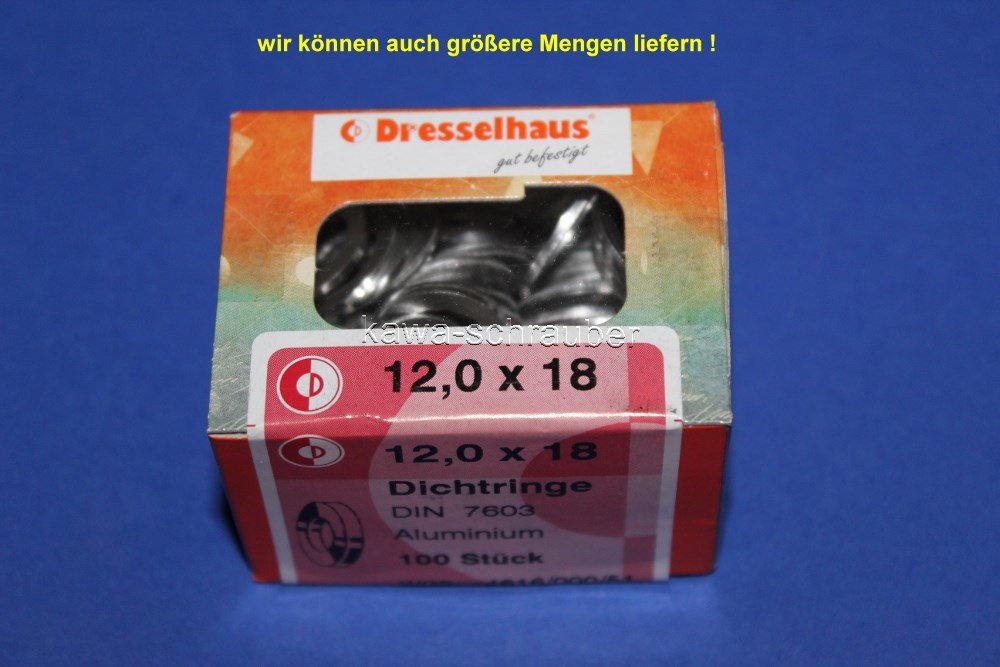 wir können auch größere Mengen liefern !
Dresselhaus®
gut befestigt
kawa-schrauber
12,0 x 18
12,0 x 18
Dichtringe
DIN 7603
Aluminium
100 Stück